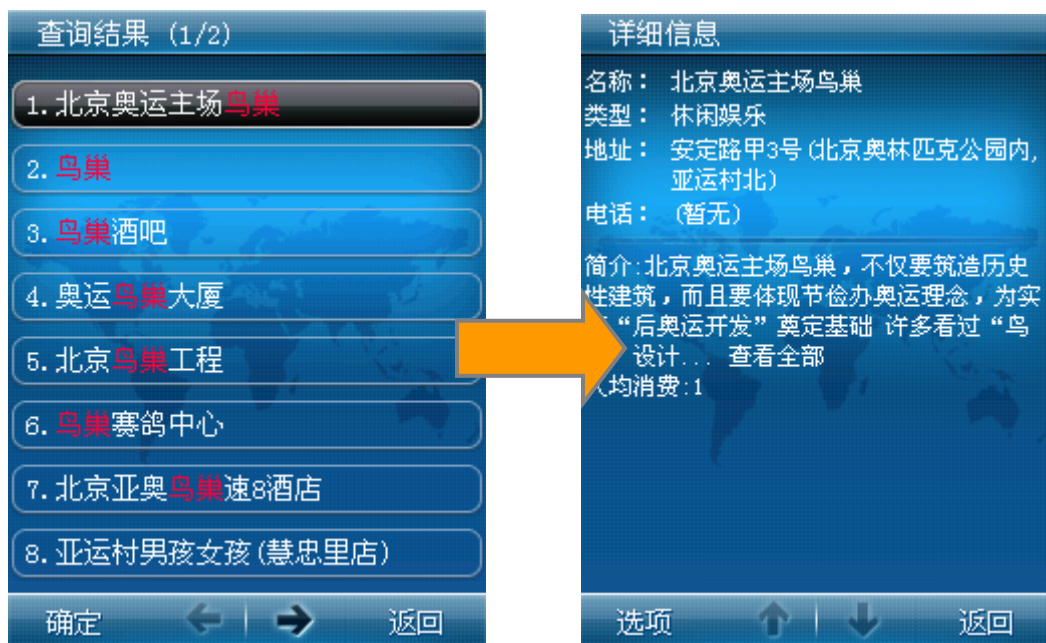 查询结果 (1/2)
1.北京奥运主场鸟巢
2.鸟巢
3.鸟巢酒吧
4.奥运鸟巢大厦
5.北京鸟巢工程
6.鸟巢赛鸽中心
7.北京亚奥鸟巢速8酒店
8.亚运村男孩女孩(慧忠里店)
确定
返回
详细信息
名称： 北京奥运主场鸟巢
类型： 休闲娱乐
地址： 安定路甲3号(北京奥林匹克公园内,
亚运村北)
电话： (暂无)
简介:北京奥运主场鸟巢，不仅要筑造历史
性建筑，而且要体现节俭办奥运理念，为实
“后奥运开发”奠定基础 许多看过“鸟
设计... 查看全部
均消费:1
选项
返回